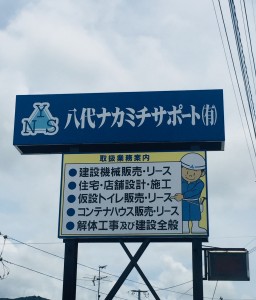 YNS
八代ナカミチサポート(有)
取扱業務案内
●建設機械販売・リース
●住宅・店舗設計・施工
●仮設トイレ販売・リース
●コンテナハウス販売・リース
●解体工事及び建設全般